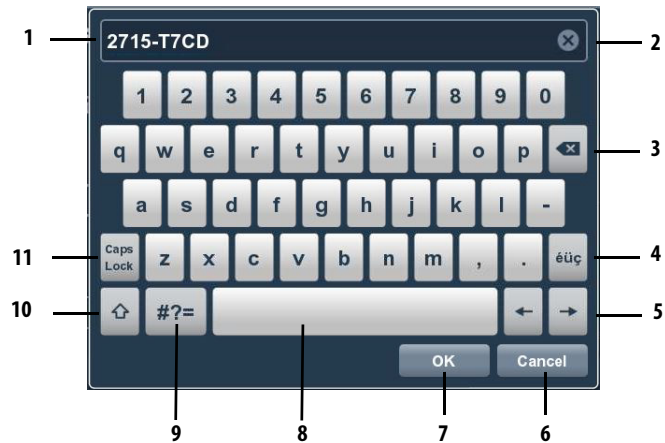 1 2715-T7CD 2
1 2 3 4 5 6 7 8 9 0
q w e r t y u i o p 3
a s d f g h j k l -
11 Caps Lock z x c v b n m , . éüç 4
10 #?= 5
OK Cancel
9 8 7 6